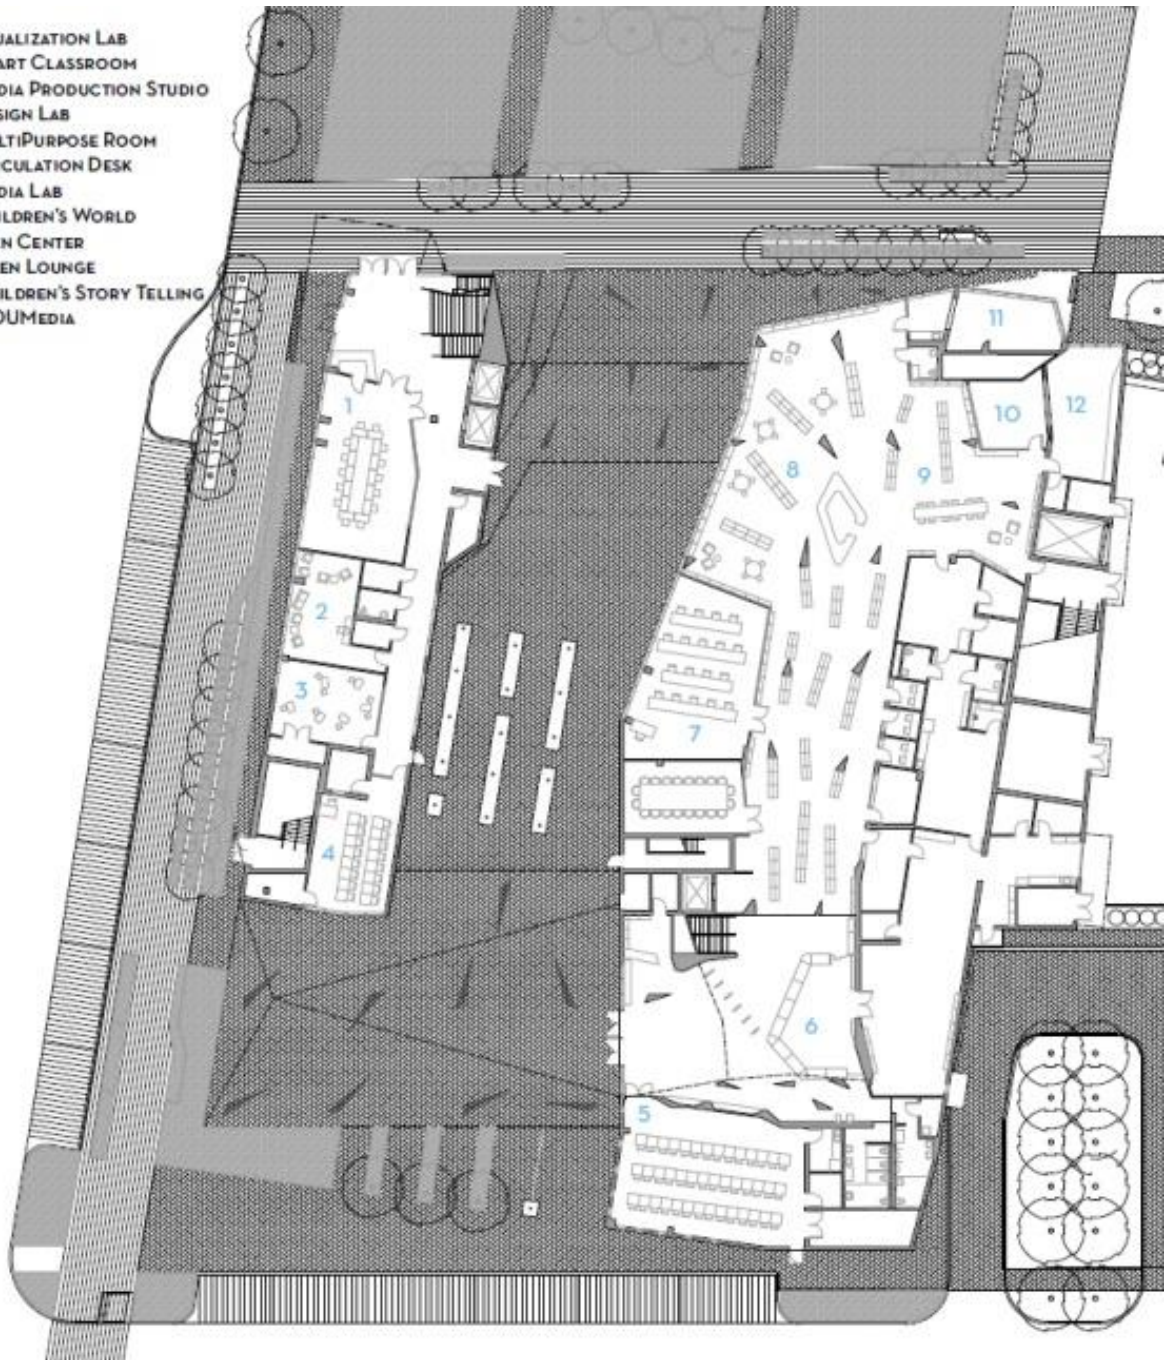 UALIZATION LAB
ART CLASSROOM
DIA PRODUCTION STUDIO
SIGN LAB
LTIPURPOSE ROOM
CULATION DESK
DIA LAB
ILDREN'S WORLD
N CENTER
EN LOUNGE
ILDREN'S STORY TELLING
OUMEDIA
11
1
10
12
8
9
2
3
7
4
6
5